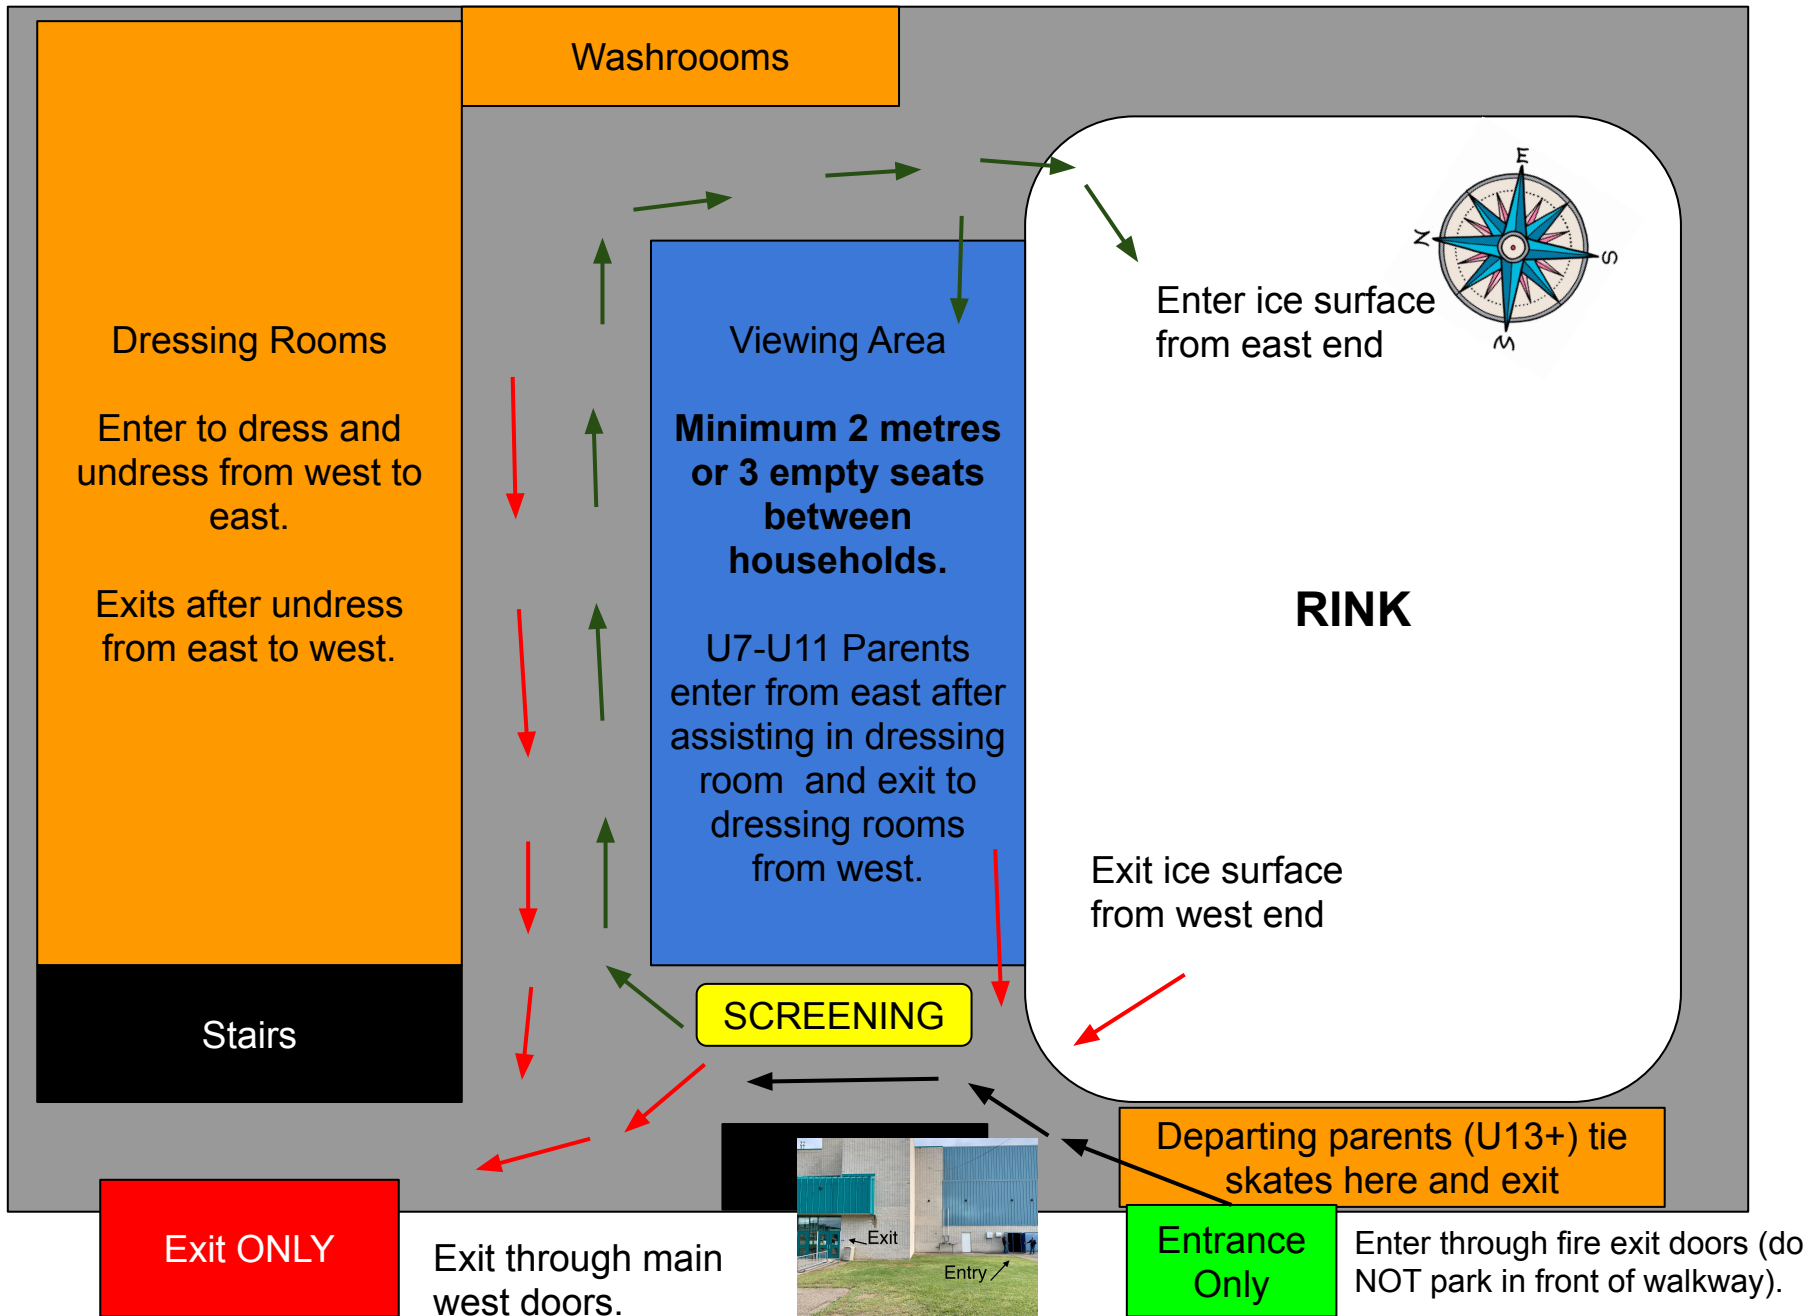 Washroooms
E
N
S
W
Enter ice surface
from east end
Dressing Rooms
Enter to dress and
undress from west to
east.
Exits after undress
from east to west.
Viewing Area
Minimum 2 metres
or 3 empty seats
between
households.
U7-U11 Parents
enter from east after
assisting in dressing
room and exit to
dressing rooms
from west.
RINK
Exit ice surface
from west end
Stairs
SCREENING
Departing parents (U13+) tie
skates here and exit
Exit ONLY
Exit through main
west doors.
Exit
Entry
Entrance
Only
Enter through fire exit doors (do
NOT park in front of walkway).